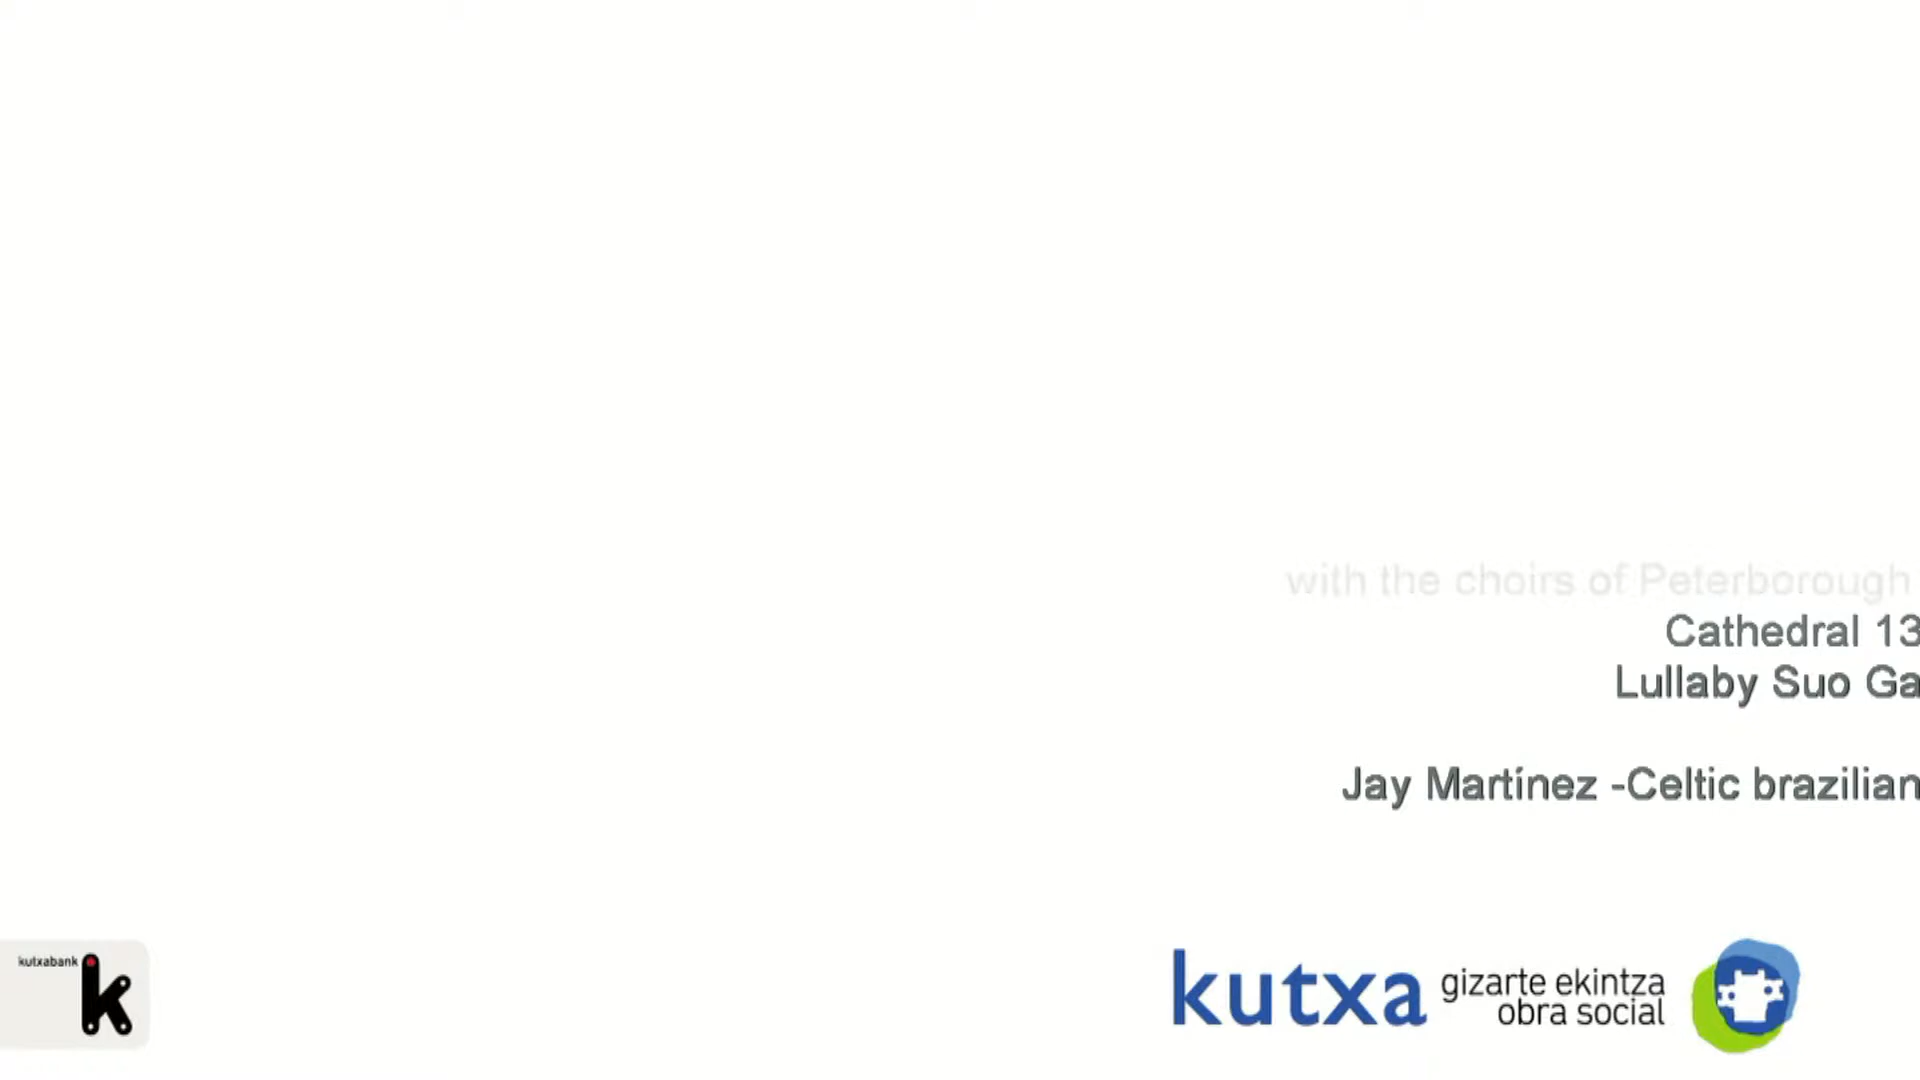 with the choirs of Peterborough
Cathedral 13
Lullaby Suo Ga
Jay Martínez -Celtic brazilian
kutxabank
k
kutxa
gizarte ekintza
obra social